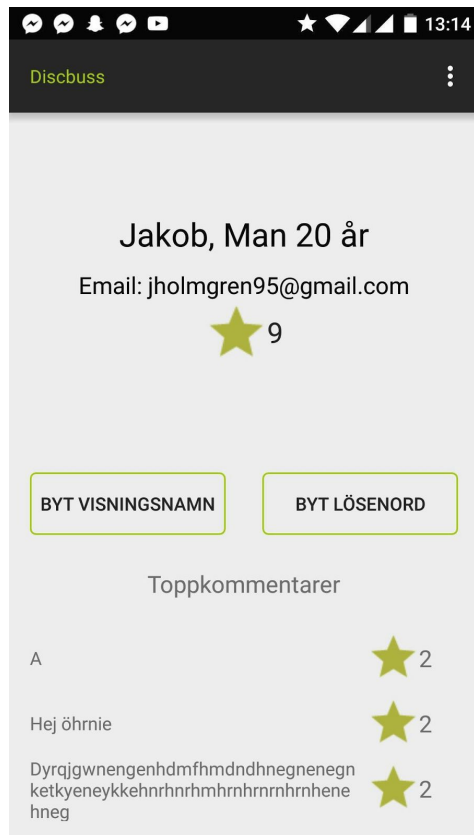 13:14
Discbuss
Jakob, Man 20 år
Email: jholmgren95@gmail.com
9
BYT VISNINGSNAMN BYT LÖSENORD
Toppkommentarer
A 2
Hej öhrnie 2
Dyrqjgwnengenhdmfhmdndhnegnenegn
ketkyeneykkehnrhnrhmhrnhrnrnhrnhene 2
hneg